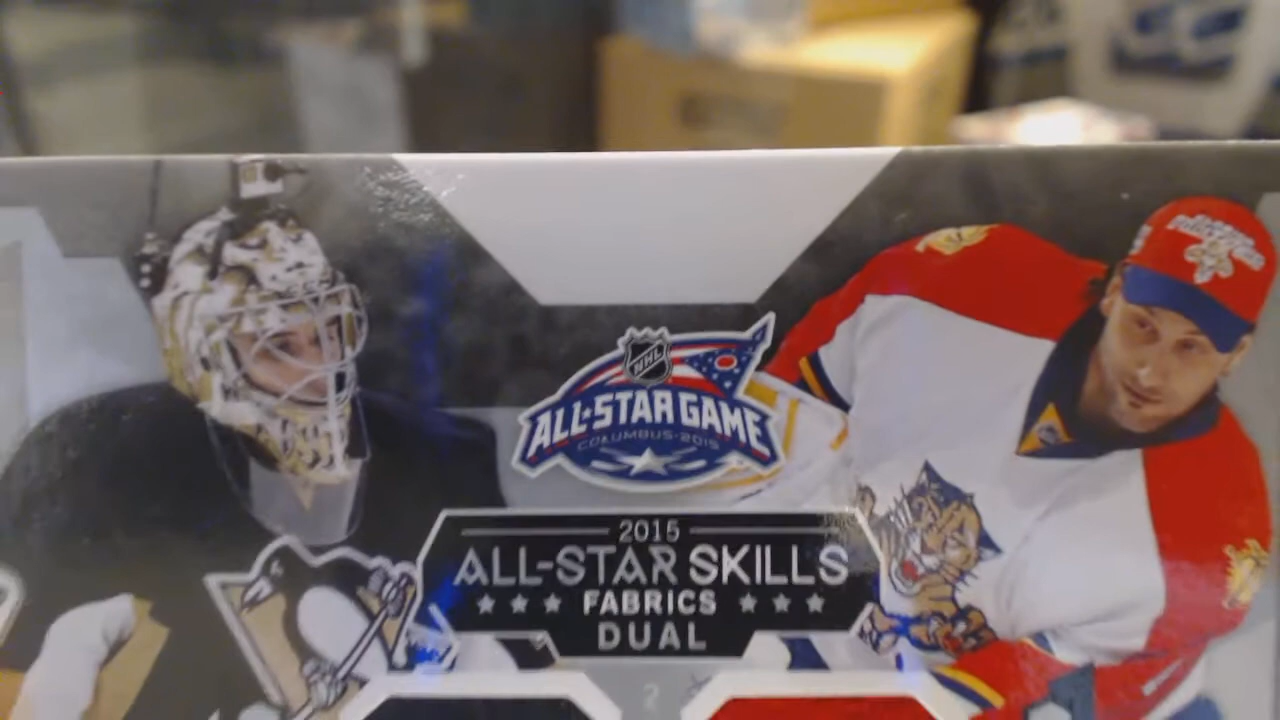 NHL
ALL★STAR GAME
COLUMBUS·2015
2015
ALL-STAR SKILLS
★ ★ ★ FABRICS ★ ★ ★
DUAL